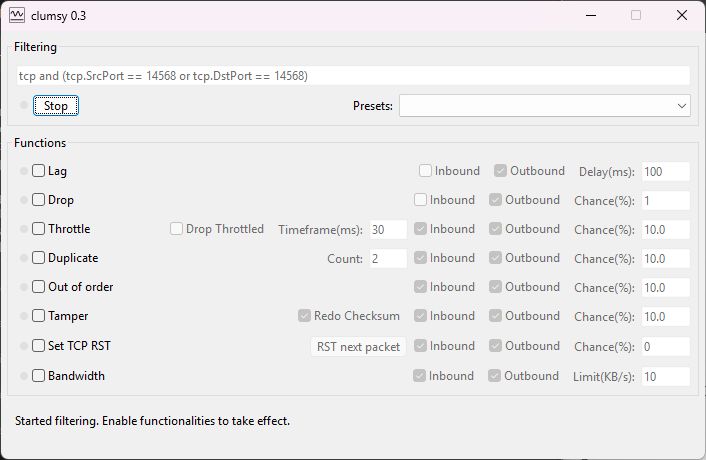 clumsy 0.3
Filtering
tcp and (tcp.SrcPort == 14568 or tcp.DstPort == 14568)
Stop Presets:
Functions
Lag Inbound Outbound Delay(ms): 100
Drop Inbound Outbound Chance(%): 1
Throttle Drop Throttled Timeframe(ms): 30 Inbound Outbound Chance(%): 10.0
Duplicate Count: 2 Inbound Outbound Chance(%): 10.0
Out of order Inbound Outbound Chance(%): 10.0
Tamper Redo Checksum Inbound Outbound Chance(%): 10.0
Set TCP RST RST next packet Inbound Outbound Chance(%): 0
Bandwidth Inbound Outbound Limit(KB/s): 10
Started filtering. Enable functionalities to take effect.